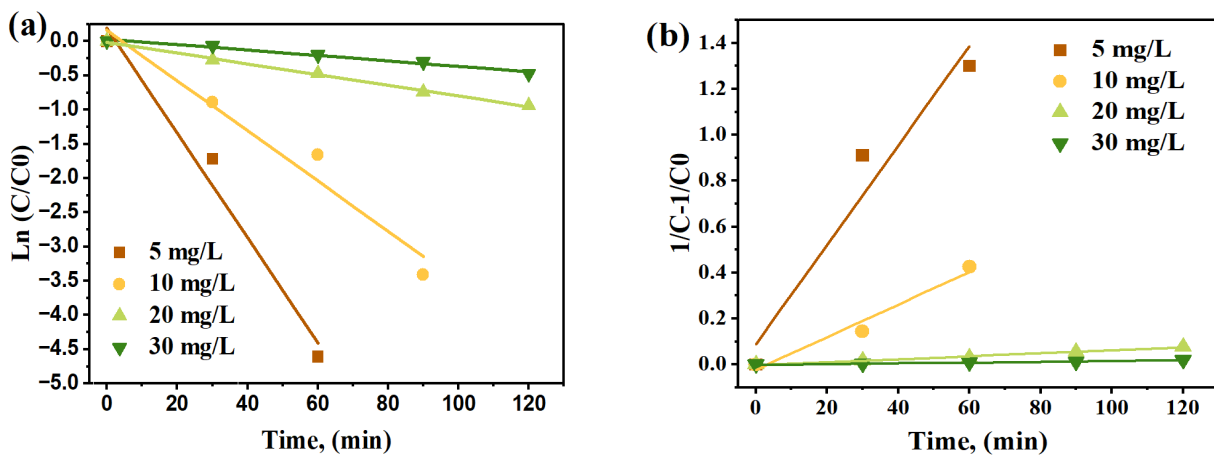 (a)
0.0
−0.5
−1.0
−1.5
−2.0
−2.5
−3.0
−3.5
−4.0
−4.5
−5.0
Ln (C/C0)
5 mg/L
10 mg/L
20 mg/L
30 mg/L
0 20 40 60 80 100 120
Time, (min)
(b)
1.4
1.2
1.0
0.8
0.6
0.4
0.2
0.0
1/C-1/C0
5 mg/L
10 mg/L
20 mg/L
30 mg/L
0 20 40 60 80 100 120
Time, (min)